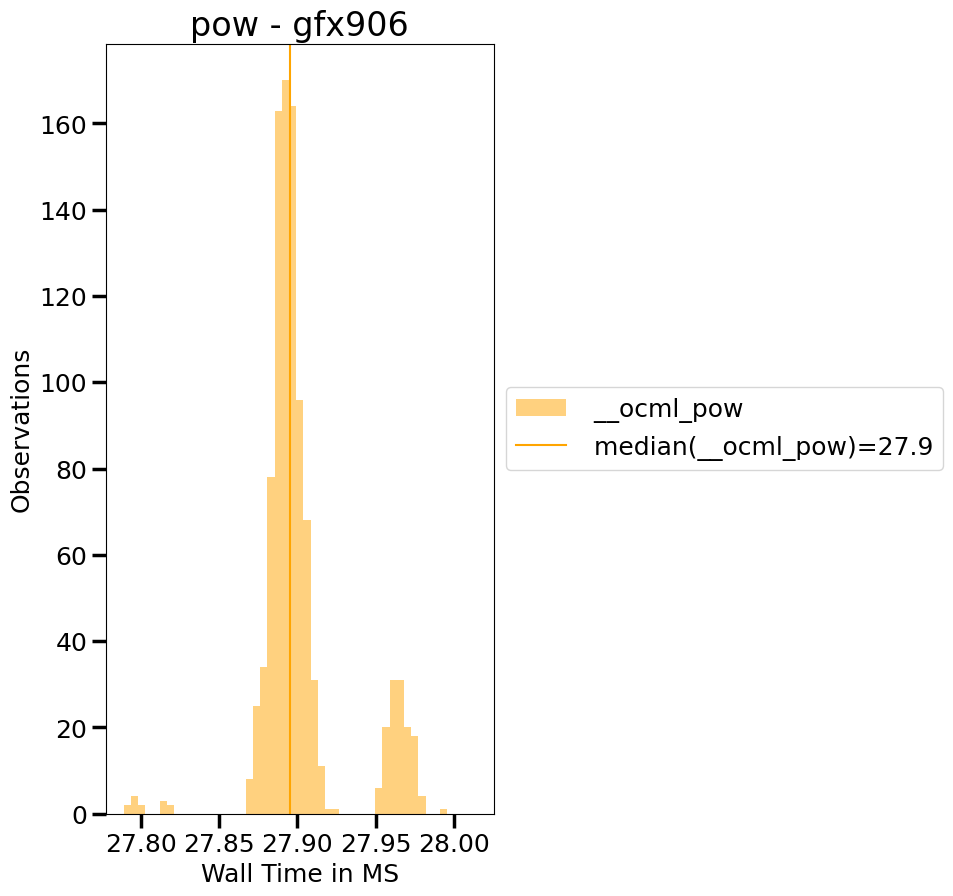 pow - gfx906
160
140
120
100
80
60
40
20
0
Observations
27.80 27.85 27.90 27.95 28.00
Wall Time in MS
__ocml_pow
median(__ocml_pow)=27.9